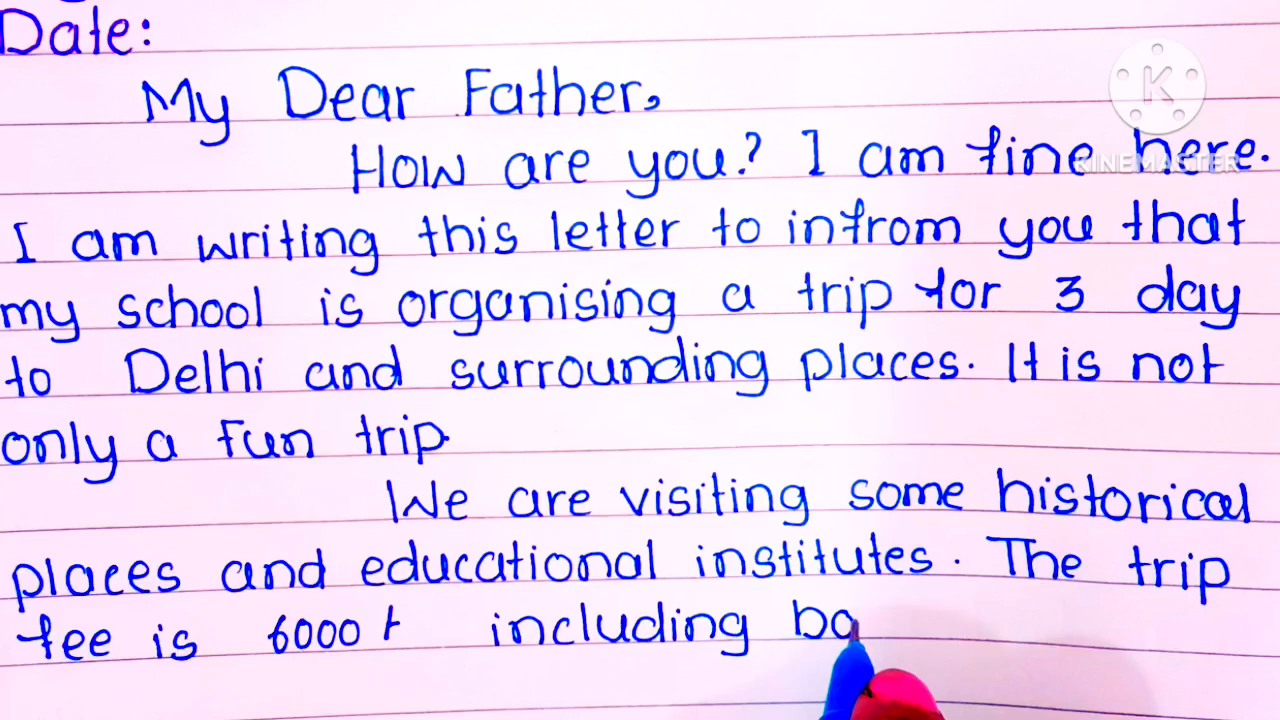 Date:
My Dear Father,
How are you? I am fine here.
KINEMASTER
I am writing this letter to infrom you that
my school is organising a trip for 3 day
to Delhi and surrounding places. It is not
only a fun trip.
We are visiting some historical
places and educational institutes. The trip
fee is 6000 including bo